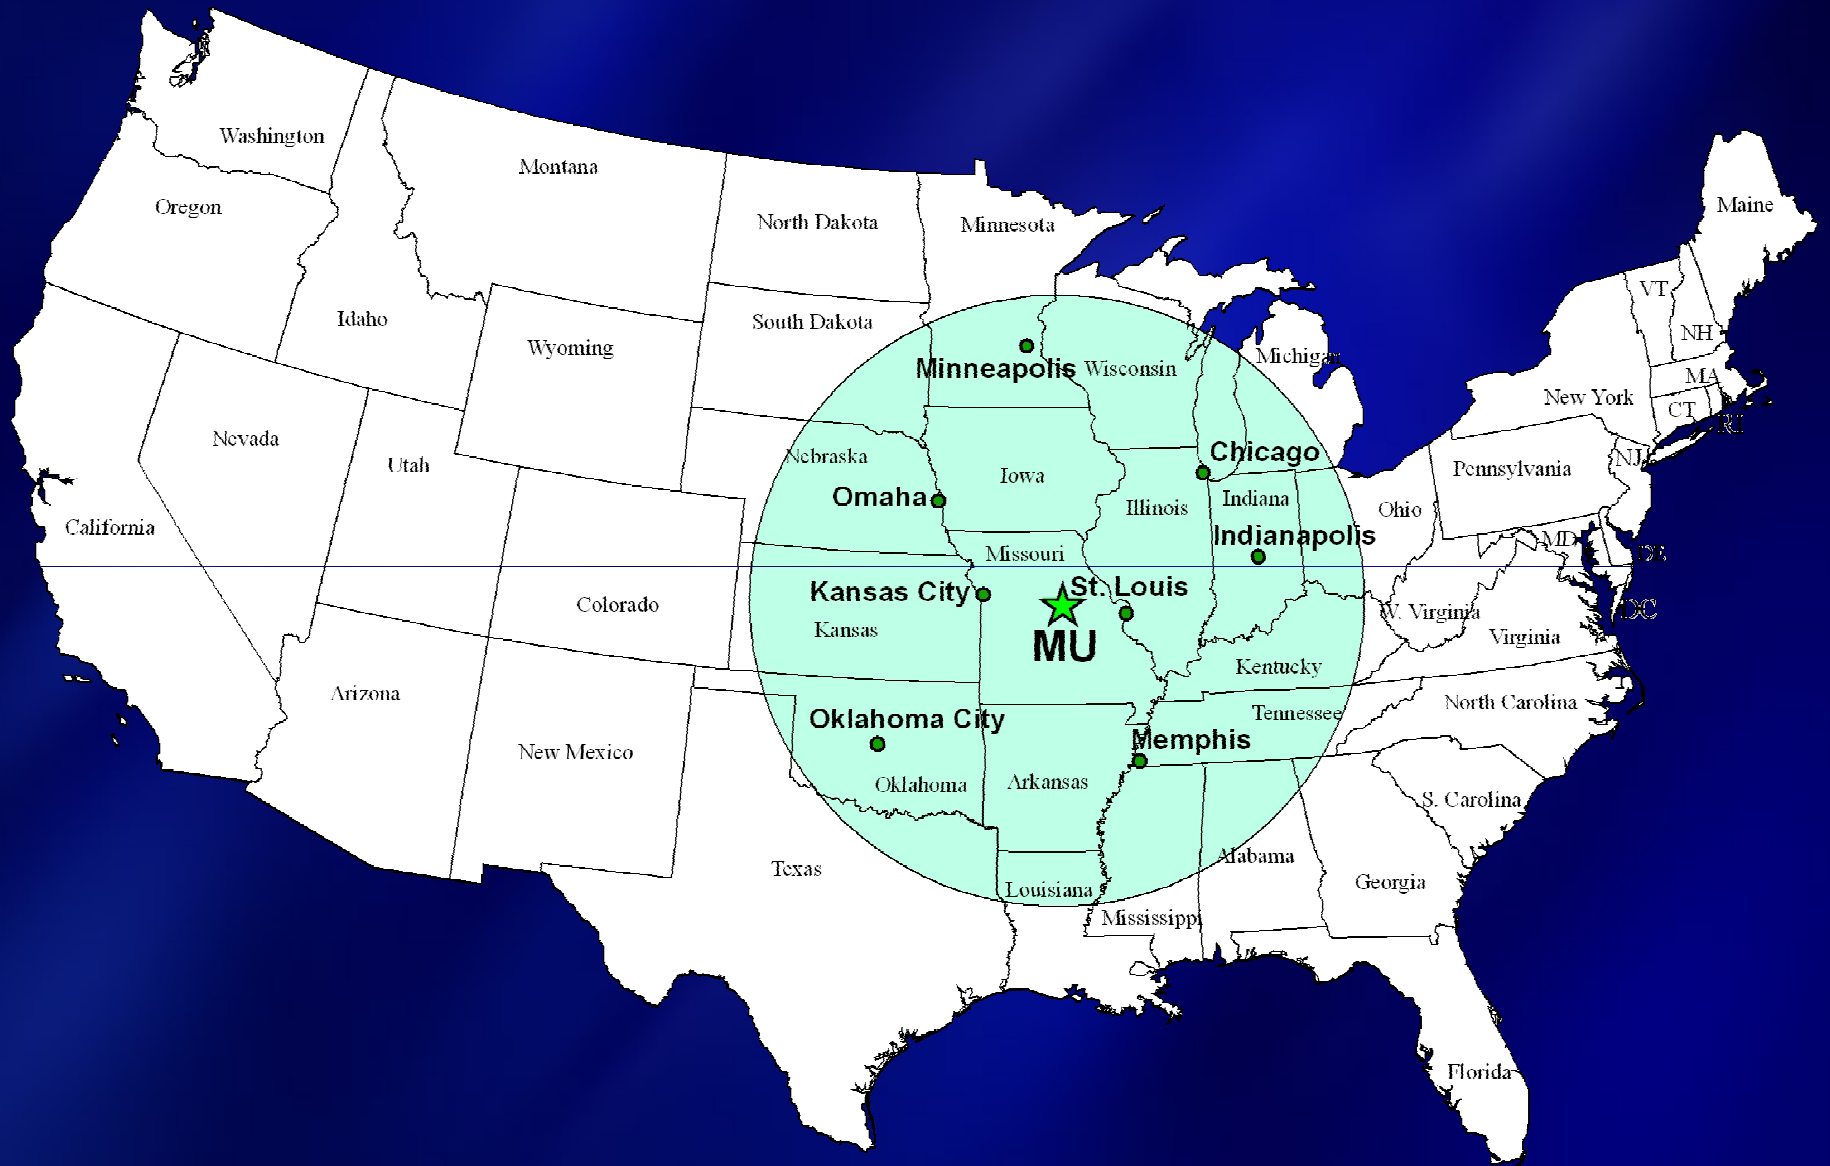 Washington
Montana
Oregon
North Dakota
Minnesota
Maine
Idaho
South Dakota
Wyoming
VT
NH
Michigan
Minneapolis
Wisconsin
MA
New York
CT
RI
Nevada
Utah
Nebraska
Chicago
Iowa
Pennsylvania
NJ
Omaha
Illinois
Indiana
Ohio
California
Indianapolis
Missouri
MD
DE
Kansas City
St. Louis
Colorado
W. Virginia
DC
Kansas
MU
Virginia
Kentucky
Arizona
North Carolina
Oklahoma City
Tennessee
New Mexico
Memphis
Oklahoma
Arkansas
S. Carolina
Texas
Alabama
Louisiana
Georgia
Mississippi
Florida